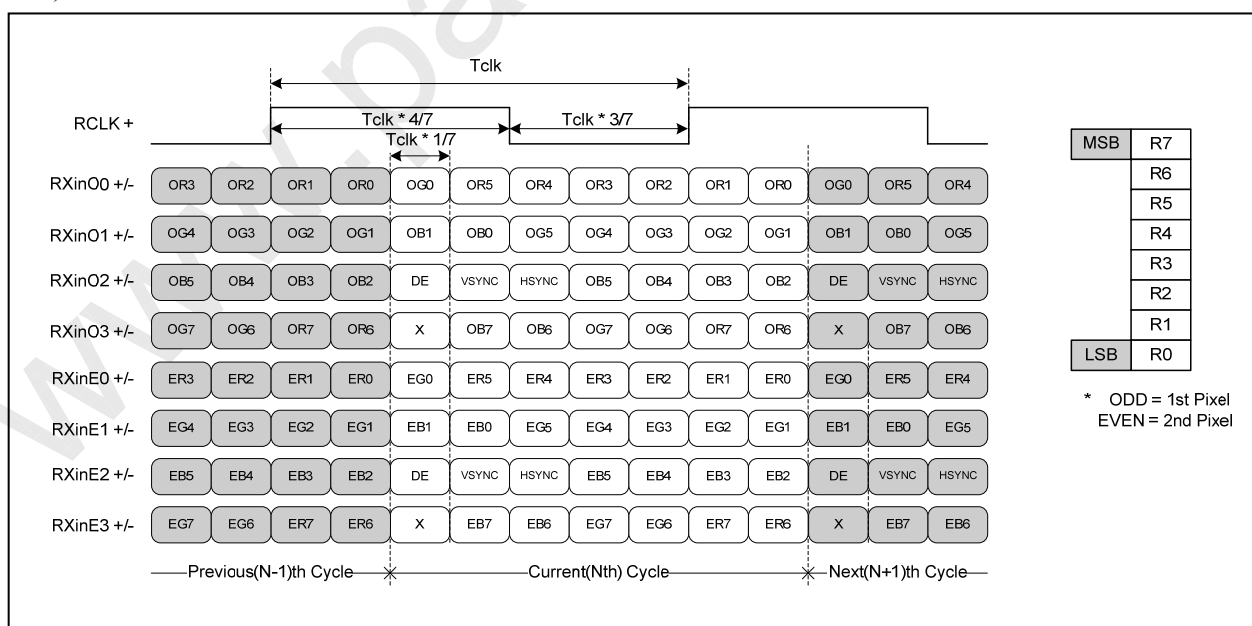 Tclk
RCLK +
Tclk * 4/7
Tclk * 3/7
Tclk * 1/7
RXinO0 +/- OR3 OR2 OR1 OR0 OG0 OR5 OR4 OR3 OR2 OR1 OR0 OG0 OR5 OR4
RXinO1 +/- OG4 OG3 OG2 OG1 OB1 OB0 OG5 OG4 OG3 OG2 OG1 OB1 OB0 OG5
RXinO2 +/- OB5 OB4 OB3 OB2 DE VSYNC HSYNC OB5 OB4 OB3 OB2 DE VSYNC HSYNC
RXinO3 +/- OG7 OG6 OR7 OR6 X OB7 OB6 OG7 OG6 OR7 OR6 X OB7 OB6
RXinE0 +/- ER3 ER2 ER1 ER0 EG0 ER5 ER4 ER3 ER2 ER1 ER0 EG0 ER5 ER4
RXinE1 +/- EG4 EG3 EG2 EG1 EB1 EB0 EG5 EG4 EG3 EG2 EG1 EB1 EB0 EG5
RXinE2 +/- EB5 EB4 EB3 EB2 DE VSYNC HSYNC EB5 EB4 EB3 EB2 DE VSYNC HSYNC
RXinE3 +/- EG7 EG6 ER7 ER6 X EB7 EB6 EG7 EG6 ER7 ER6 X EB7 EB6
Previous(N-1)th Cycle Current(Nth) Cycle Next(N+1)th Cycle
MSB R7
R6
R5
R4
R3
R2
R1
LSB R0
* ODD = 1st Pixel
EVEN = 2nd Pixel